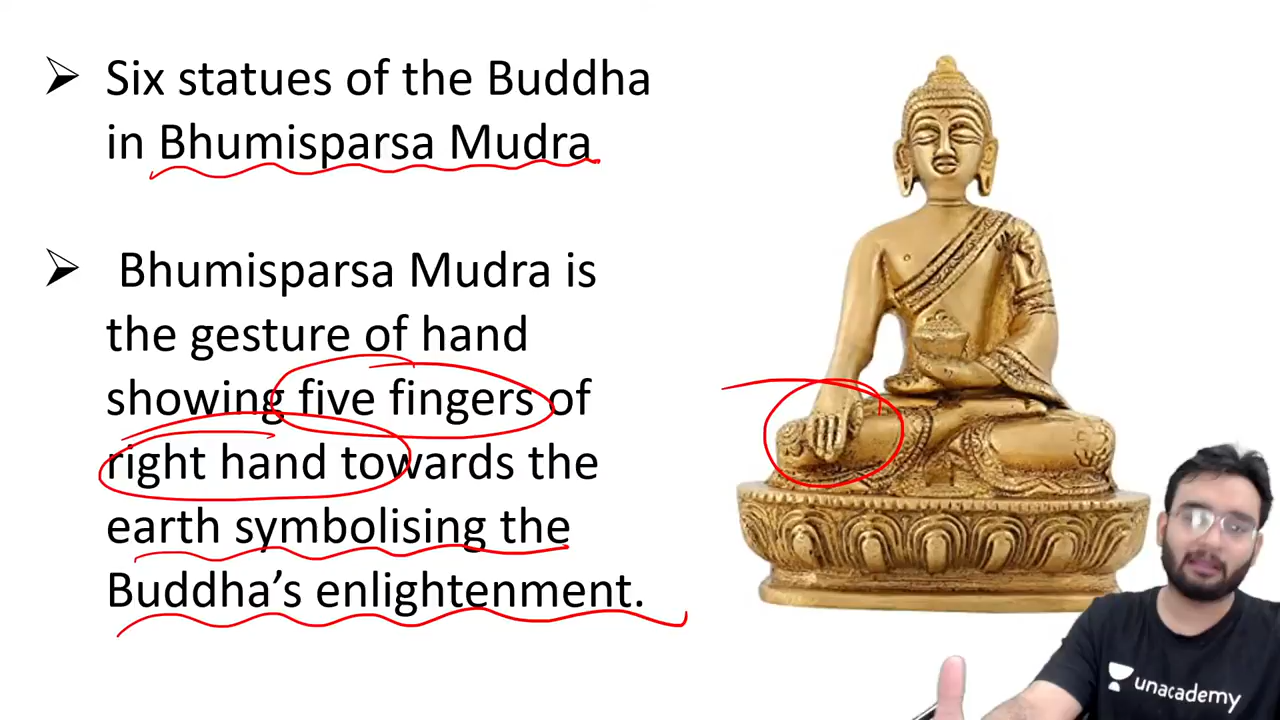 ➢ Six statues of the Buddha
in Bhumisparsa Mudra
➢ Bhumisparsa Mudra is
the gesture of hand
showing five fingers of
right hand towards the
earth symbolising the
Buddha’s enlightenment.
unacademy